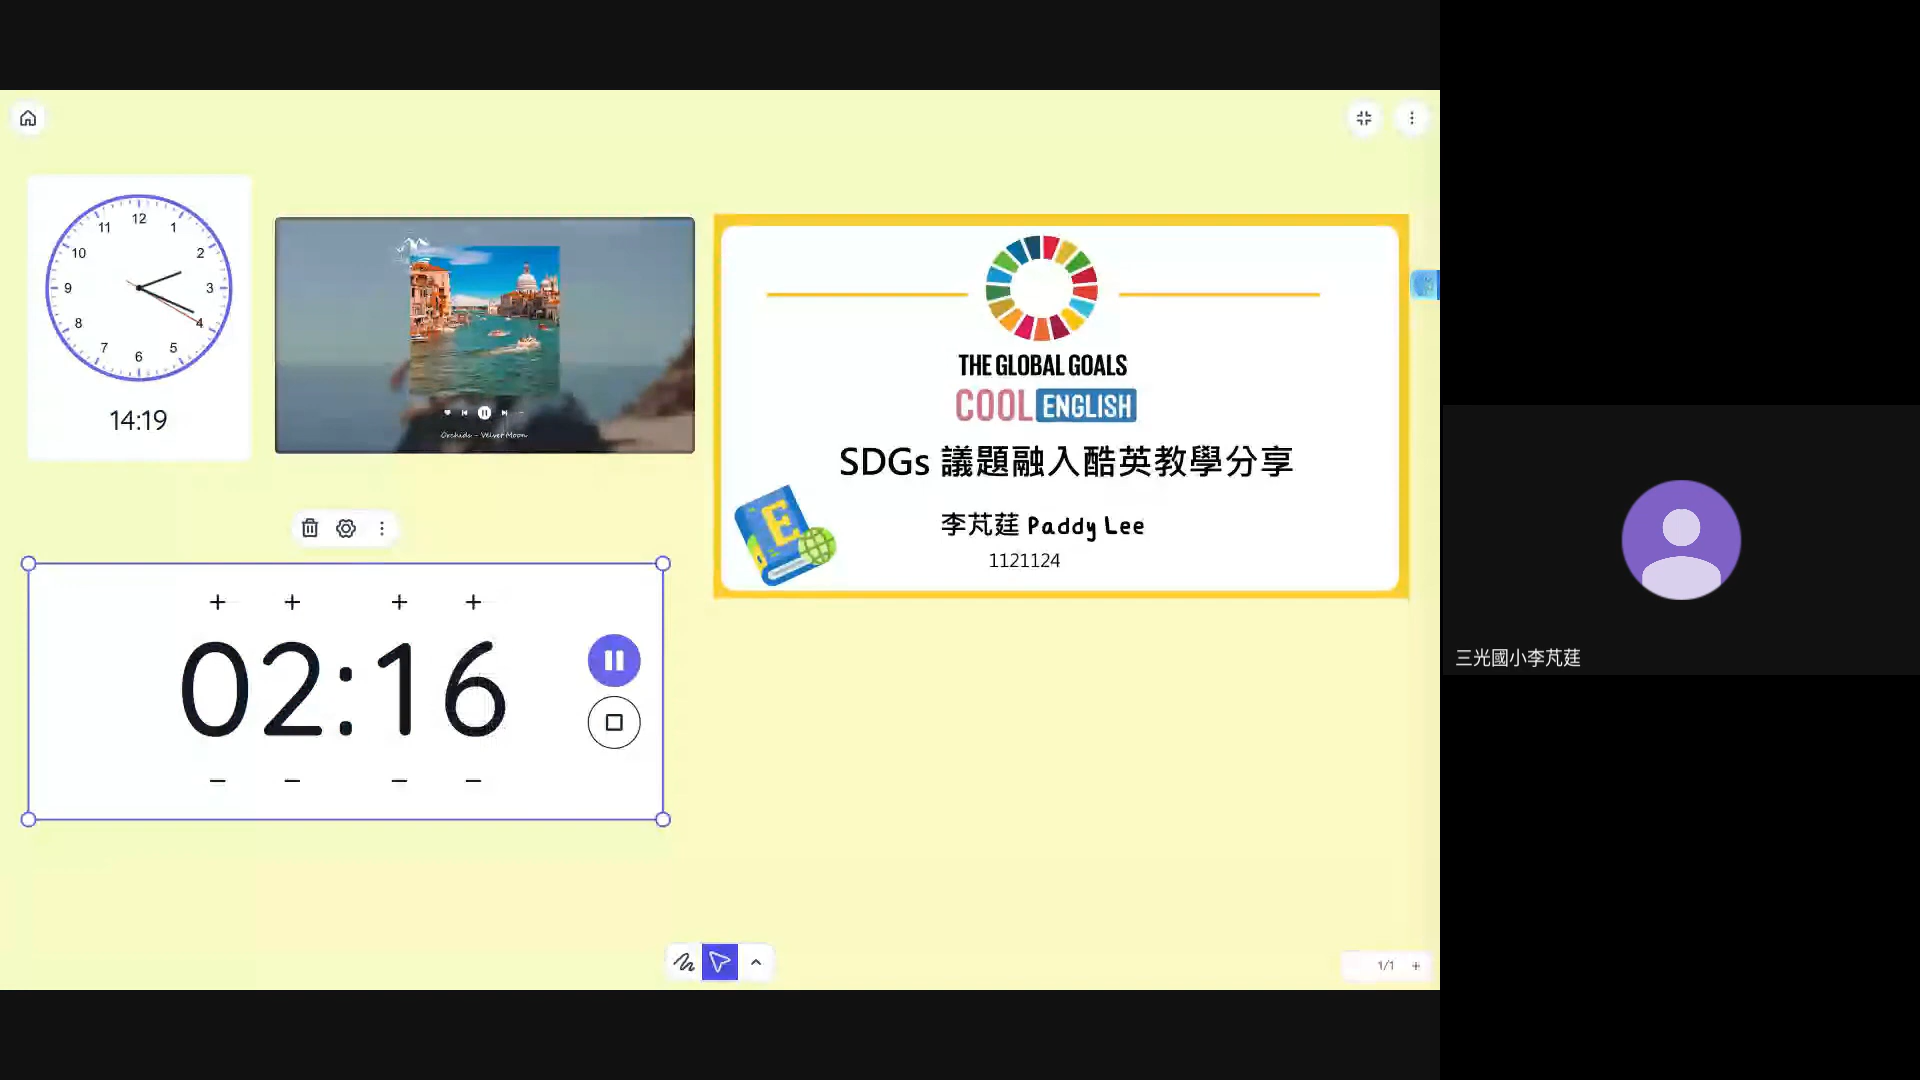 12
1
2
3
4
5
6
7
8
9
10
11
14:19
Orchids - Velvet Moon
THE GLOBAL GOALS
COOL ENGLISH
SDGs 議題融入酷英教學分享
李芃莛 Paddy Lee
1121124
E
+ + + +
02:16
− − − −
1/1 +
三光國小李芃莛